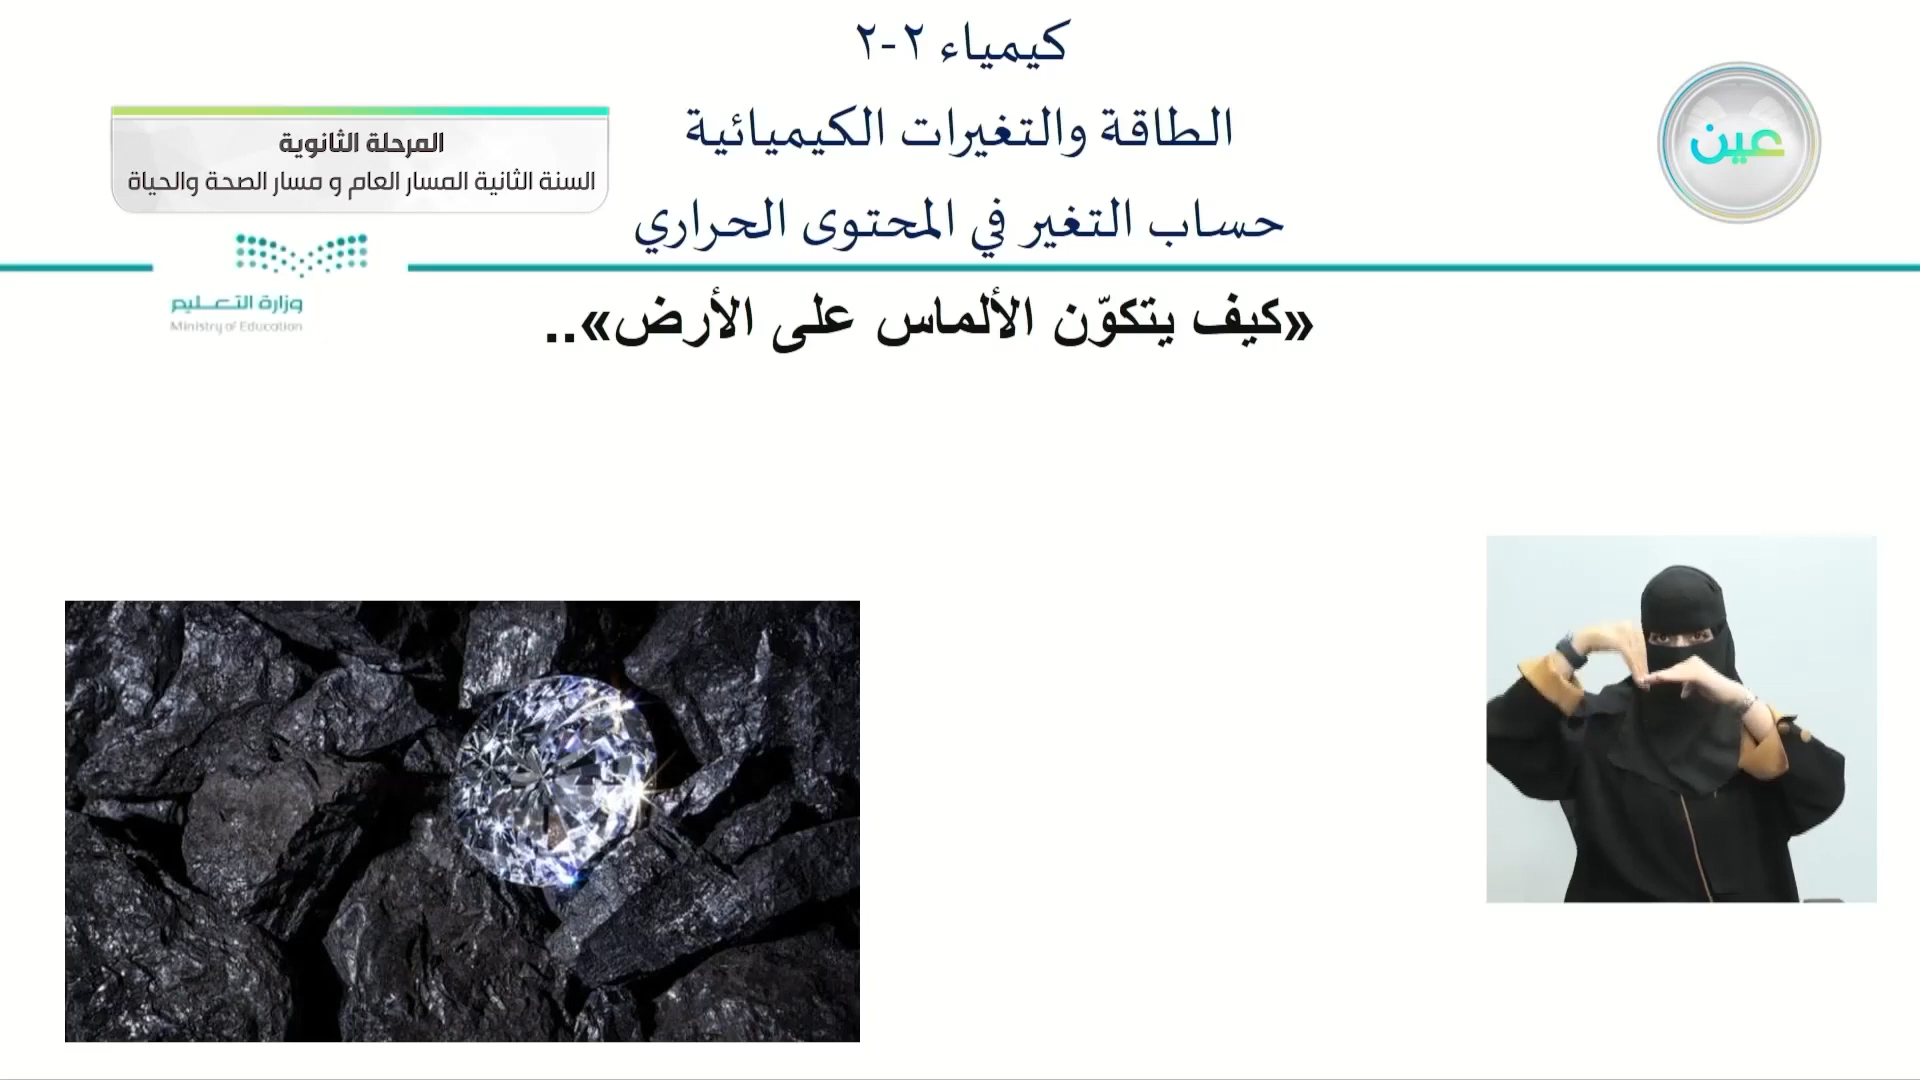 كيمياء ٢-٢
الطاقة والتغيرات الكيميائية
حساب التغير في المحتوى الحراري
المرحلة الثانوية
السنة الثانية المسار العام و مسار الصحة والحياة
عين
وزارة التعليم
Ministry of Education
«كيف يتكوّن الألماس على الأرض»..